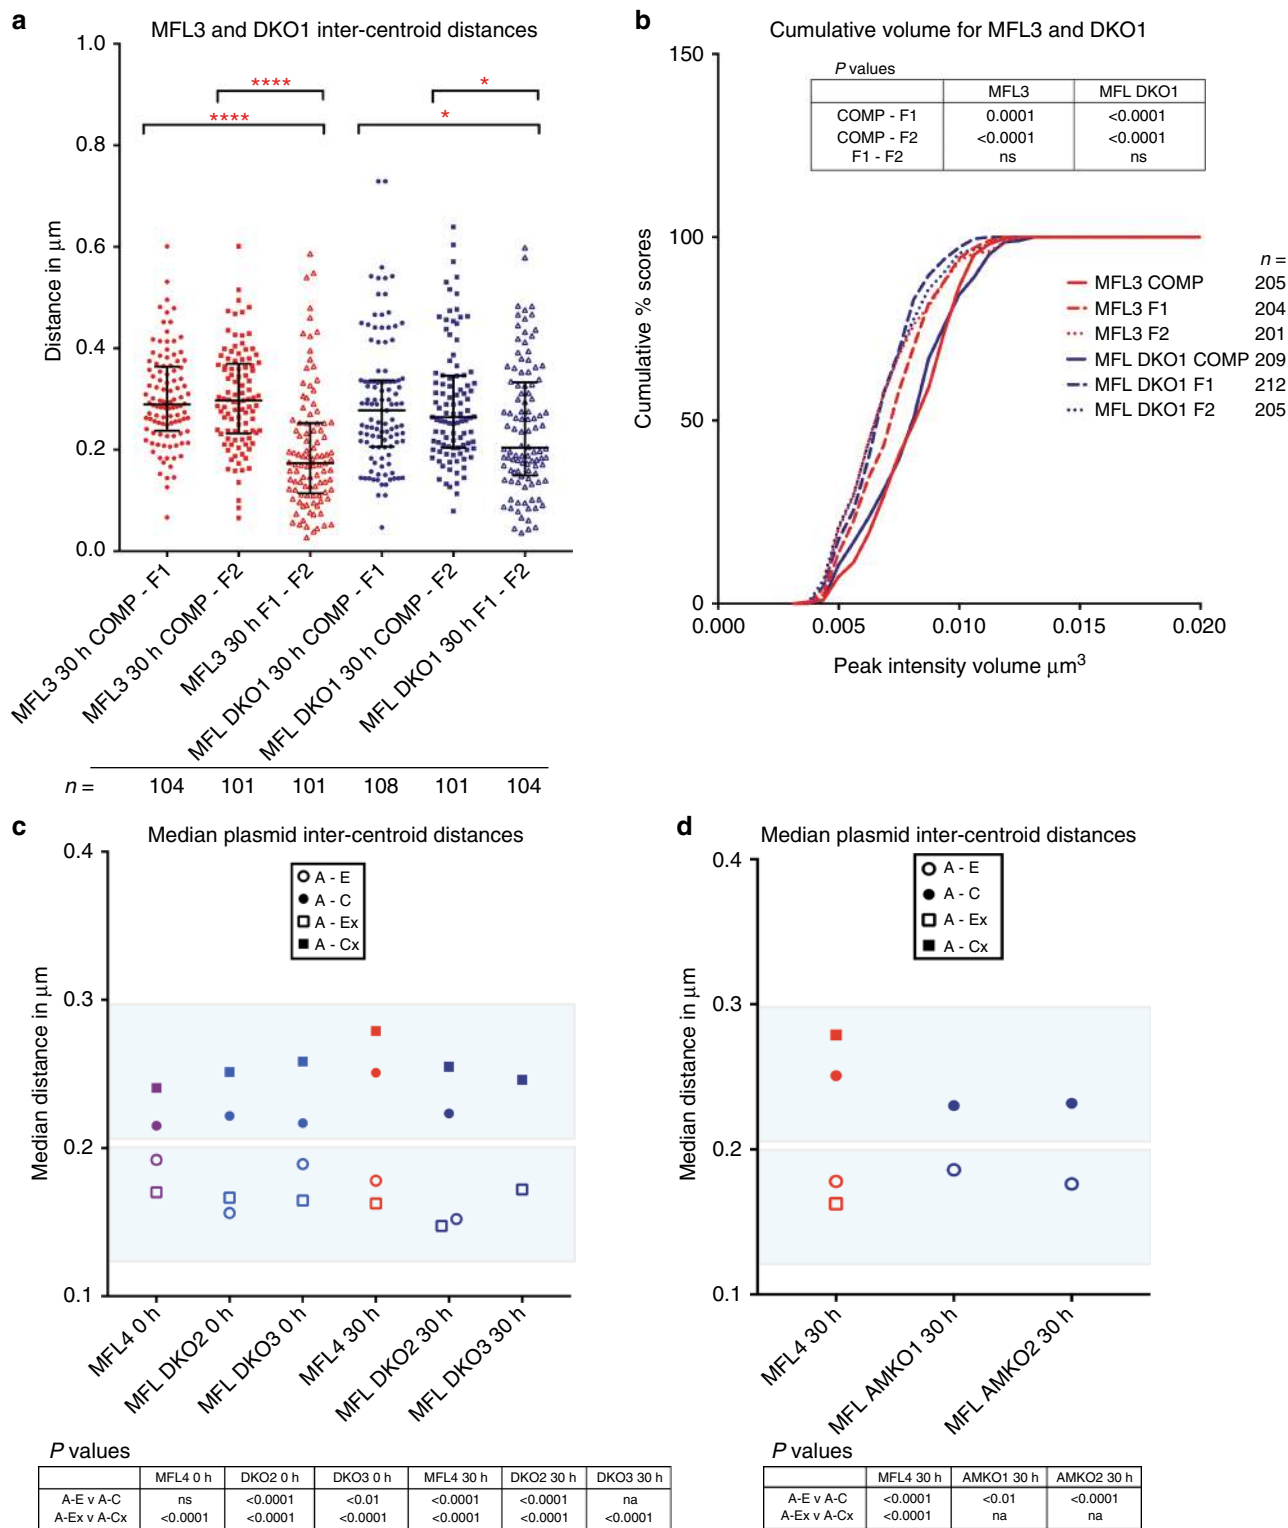 a
MFL3 and DKO1 inter-centroid distances
1.0
0.8
0.6
0.4
0.2
0.0
Distance in μm
****
*
****
*
MFL3 30 h COMP - F1
MFL3 30 h COMP - F2
MFL3 30 h F1 - F2
MFL DKO1 30 h COMP - F1
MFL DKO1 30 h COMP - F2
MFL DKO1 30 h F1 - F2
n = 104 101 101 108 101 104
b
Cumulative volume for MFL3 and DKO1
150
100
50
0
Cumulative % scores
P values
MFL3 MFL DKO1
COMP - F1 0.0001 <0.0001
COMP - F2 <0.0001 <0.0001
F1 - F2 ns ns
n =
MFL3 COMP 205
MFL3 F1 204
MFL3 F2 201
MFL DKO1 COMP 209
MFL DKO1 F1 212
MFL DKO1 F2 205
0.000 0.005 0.010 0.015 0.020
Peak intensity volume μm3
c
Median plasmid inter-centroid distances
0.4
0.3
0.2
0.1
Median distance in μm
A - E
A - C
A - Ex
A - Cx
MFL4 0 h
MFL DKO2 0 h
MFL DKO3 0 h
MFL4 30 h
MFL DKO2 30 h
MFL DKO3 30 h
P values
MFL4 0 h DKO2 0 h DKO3 0 h MFL4 30 h DKO2 30 h DKO3 30 h
A-E v A-C ns <0.0001 <0.01 <0.0001 <0.0001 na
A-Ex v A-Cx <0.0001 <0.0001 <0.0001 <0.0001 <0.0001 <0.0001
d
Median plasmid inter-centroid distances
0.4
0.3
0.2
0.1
Median distance in μm
A - E
A - C
A - Ex
A - Cx
MFL4 30 h
MFL AMKO1 30 h
MFL AMKO2 30 h
P values
MFL4 30 h AMKO1 30 h AMKO2 30 h
A-E v A-C <0.0001 <0.01 <0.0001
A-Ex v A-Cx <0.0001 na na